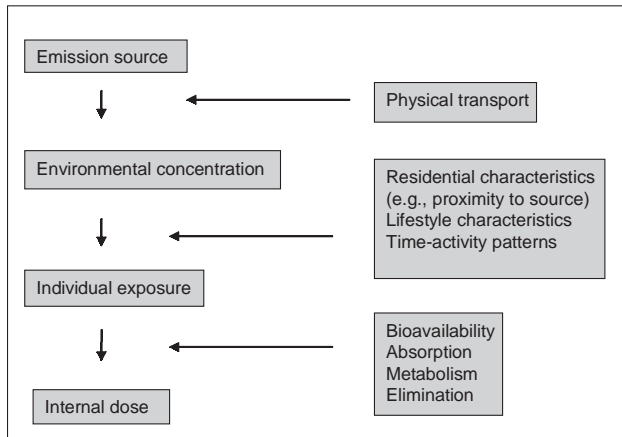 Emission source
Physical transport
Environmental concentration
Residential characteristics
(e.g., proximity to source)
Lifestyle characteristics
Time-activity patterns
Individual exposure
Bioavailability
Absorption
Metabolism
Elimination
Internal dose